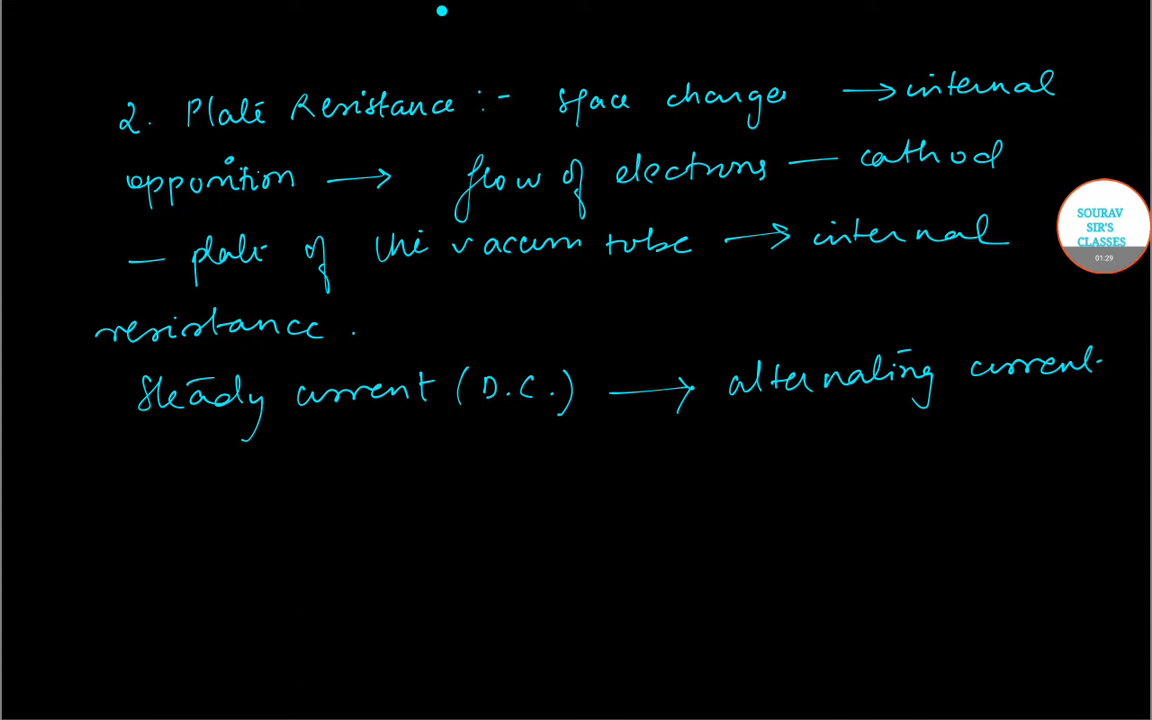 2. Plate Resistance :- space charges → internal
opposition → flow of electrons — cathod
— plate of the vaccum tube → internal
resistance .
Steady current (D.C.) → alternating current
SOURAV
SIR'S
CLASSES
01:29